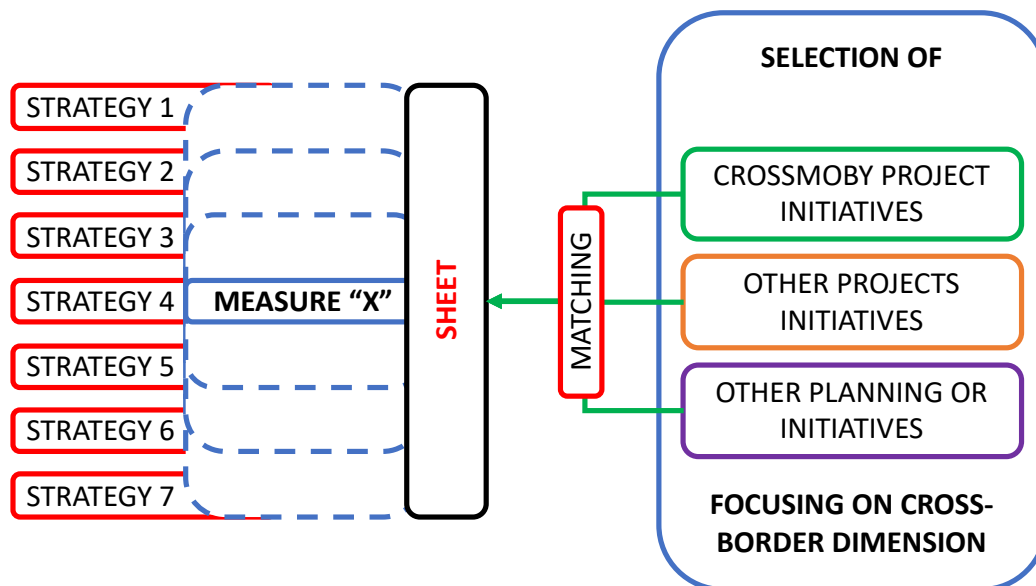 STRATEGY 1
STRATEGY 2
STRATEGY 3
STRATEGY 4
STRATEGY 5
STRATEGY 6
STRATEGY 7
MEASURE “X”
SHEET
MATCHING
SELECTION OF
CROSSMOBY PROJECT
INITIATIVES
OTHER PROJECTS
INITIATIVES
OTHER PLANNING OR
INITIATIVES
FOCUSING ON CROSS-
BORDER DIMENSION